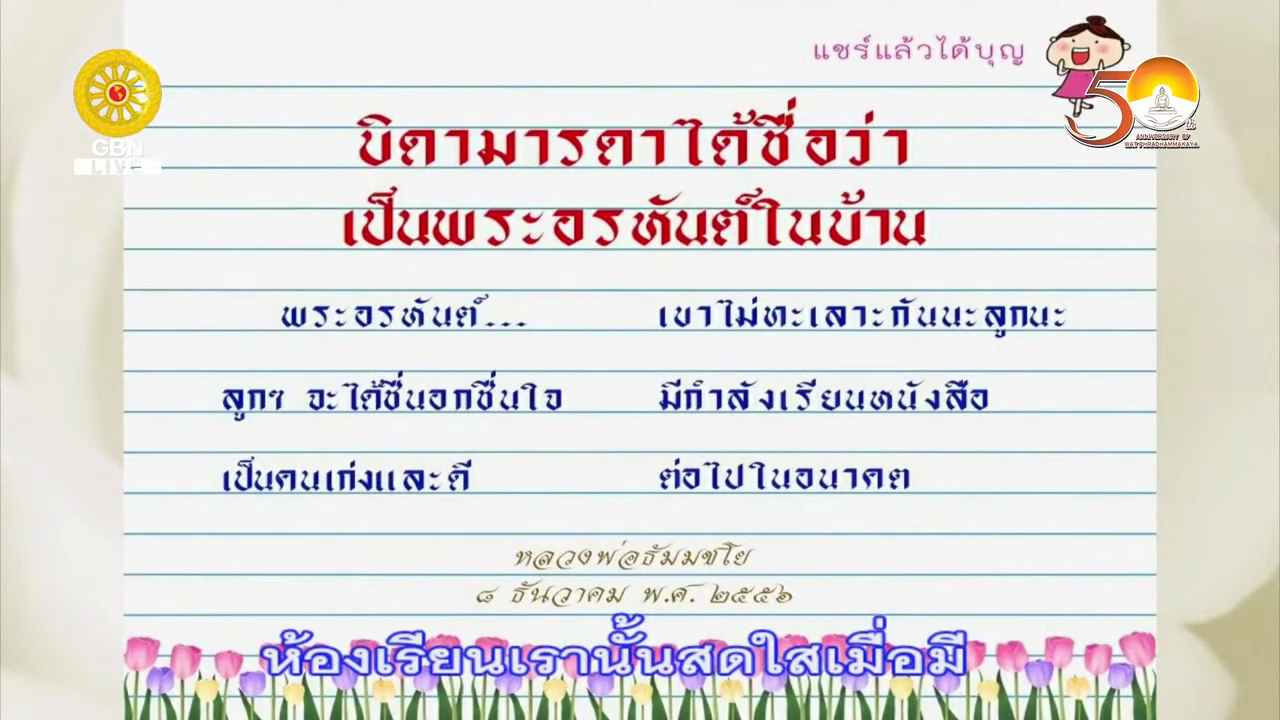 แชร์แล้วได้บุญ
GBN
LIVE
50th
ANNIVERSARY OF
WAT PHRA DHAMMAKAYA
บิดามารดาได้ชื่อว่า
เป็นพระอรหันต์ในบ้าน
พระอรหันต์... เขาไม่ทะเลาะกันนะลูกนะ
ลูกๆ จะได้ชื่นอกชื่นใจ มีกำลังเรียนหนังสือ
เป็นคนเก่งและดี ต่อไปในอนาคต
หลวงพ่อธัมมชโย
๘ ธันวาคม พ.ศ. ๒๕๕๖
ห้องเรียนเรานั้นสดใสเมื่อมี